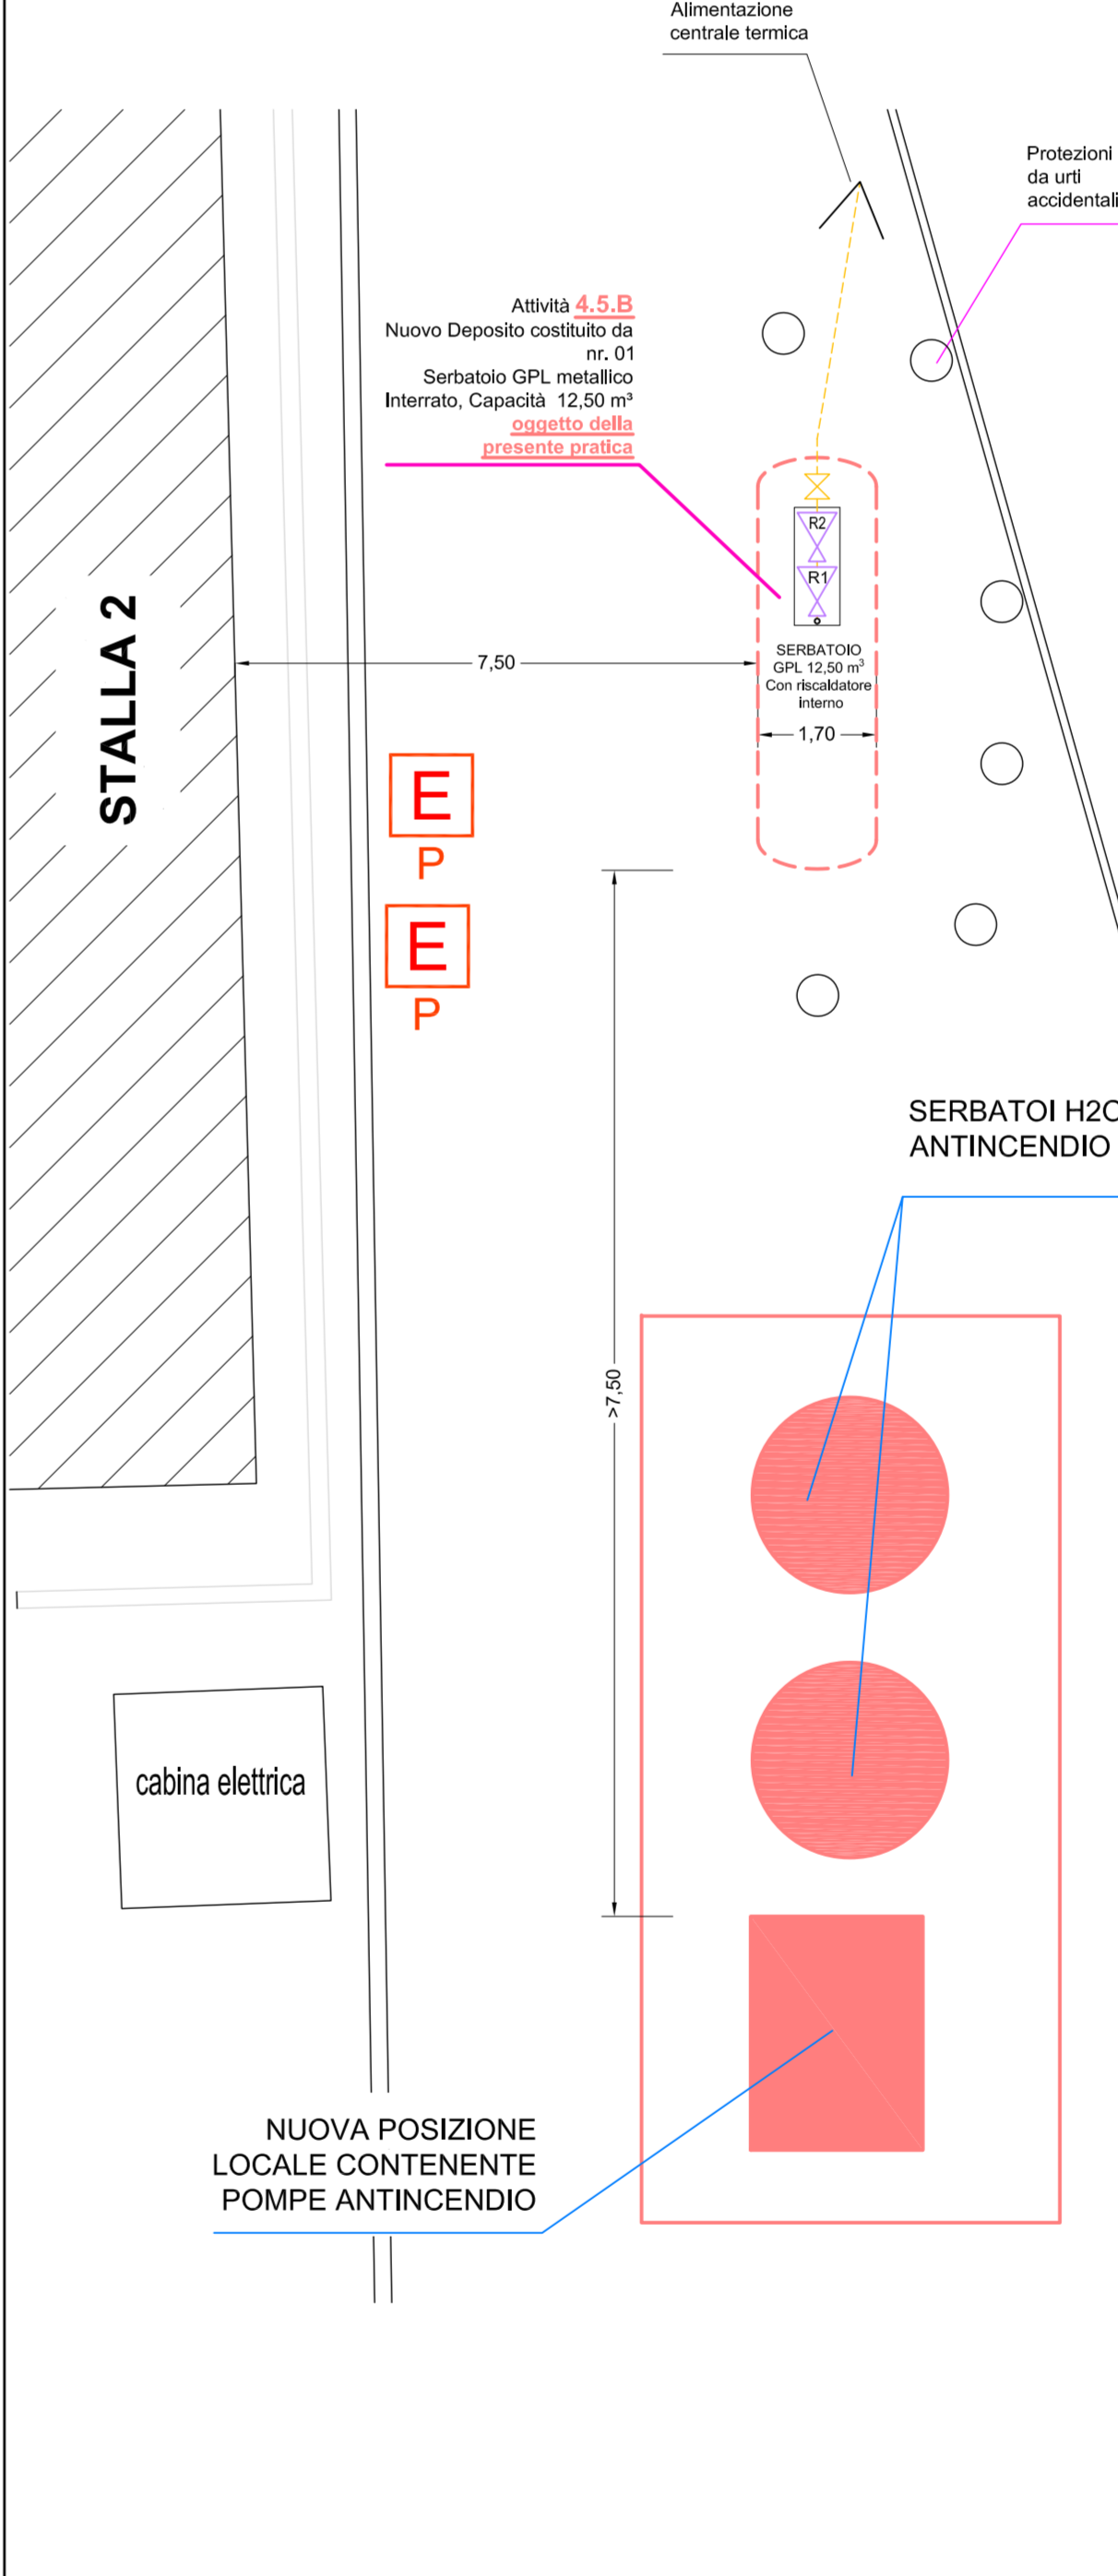 Alimentazione
centrale termica
Protezioni
da urti
accidentali
Attività 4.5.B
Nuovo Deposito costituito da
nr. 01
Serbatoio GPL metallico
Interrato, Capacità 12,50 m³
oggetto della
presente pratica
R2
R1
SERBATOIO
GPL 12,50 m³
Con riscaldatore
interno
7,50
1,70
STALLA 2
E
P
E
P
SERBATOI H2O
ANTINCENDIO
>7,50
cabina elettrica
NUOVA POSIZIONE
LOCALE CONTENENTE
POMPE ANTINCENDIO